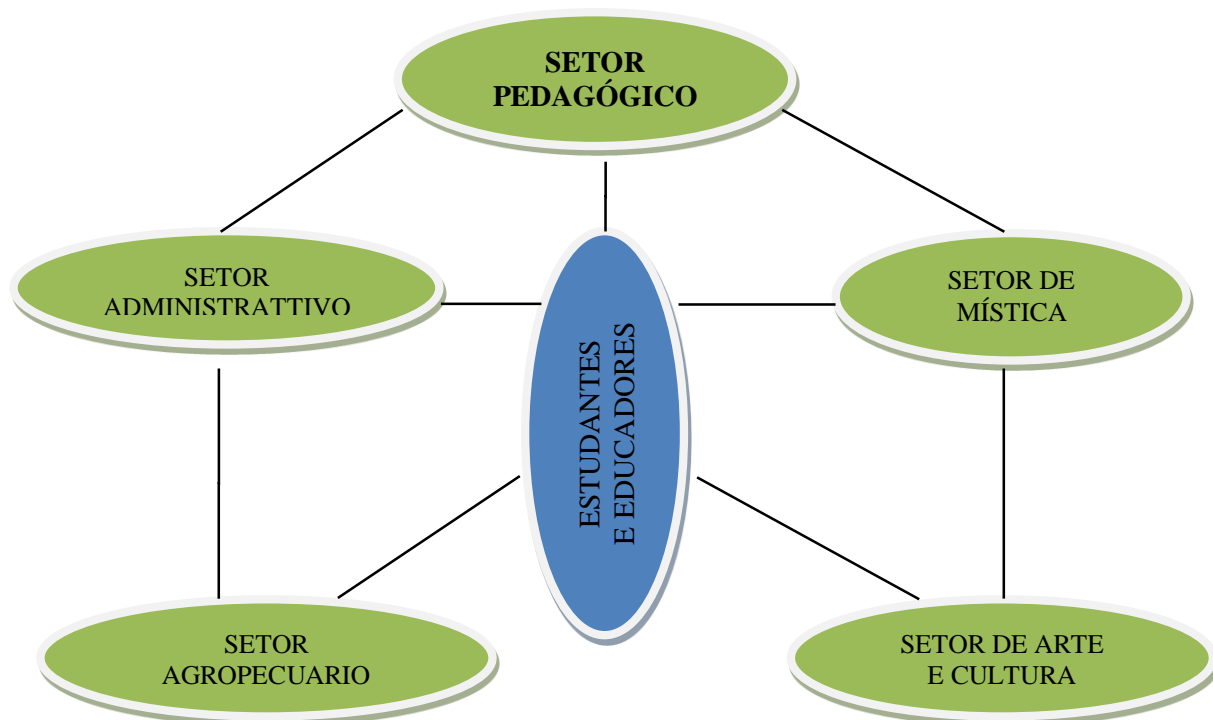 SETOR
PEDAGÓGICO
SETOR
ADMINISTRATTIVO
SETOR DE
MÍSTICA
ESTUDANTES
E EDUCADORES
SETOR
AGROPECUARIO
SETOR DE ARTE
E CULTURA